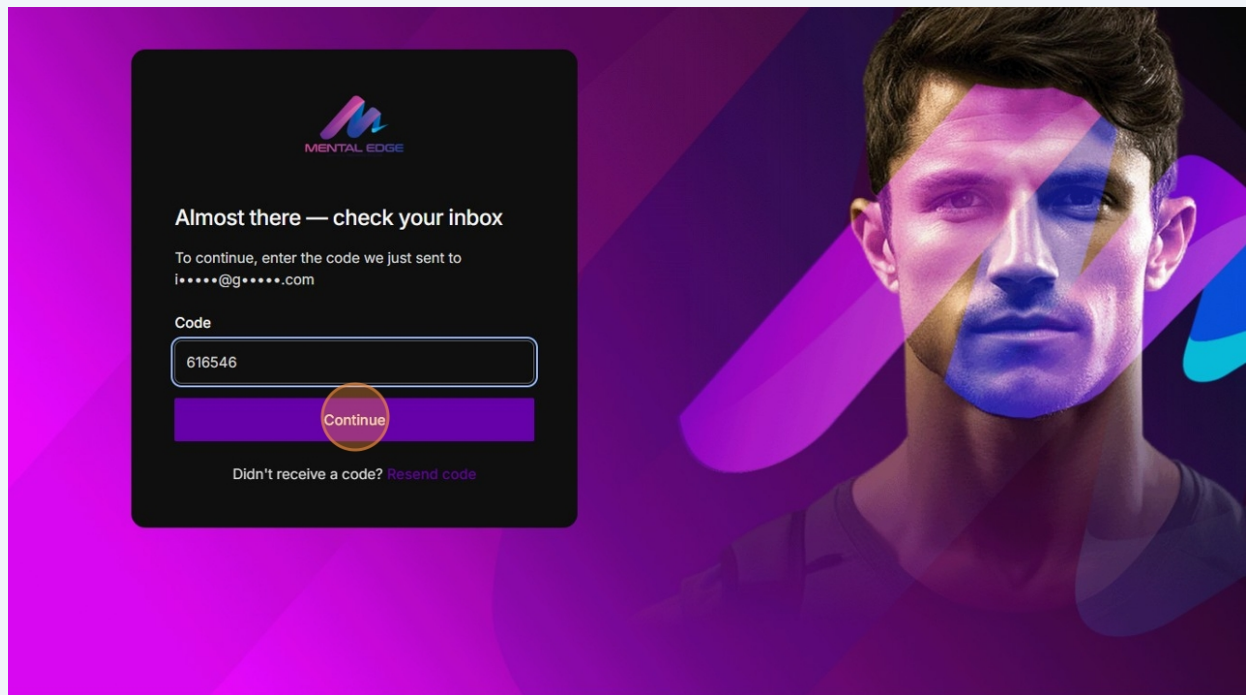 MENTAL EDGE
Almost there — check your inbox
To continue, enter the code we just sent to
i•••••@g•••••.com
Code
616546
Continue
Didn't receive a code? Resend code